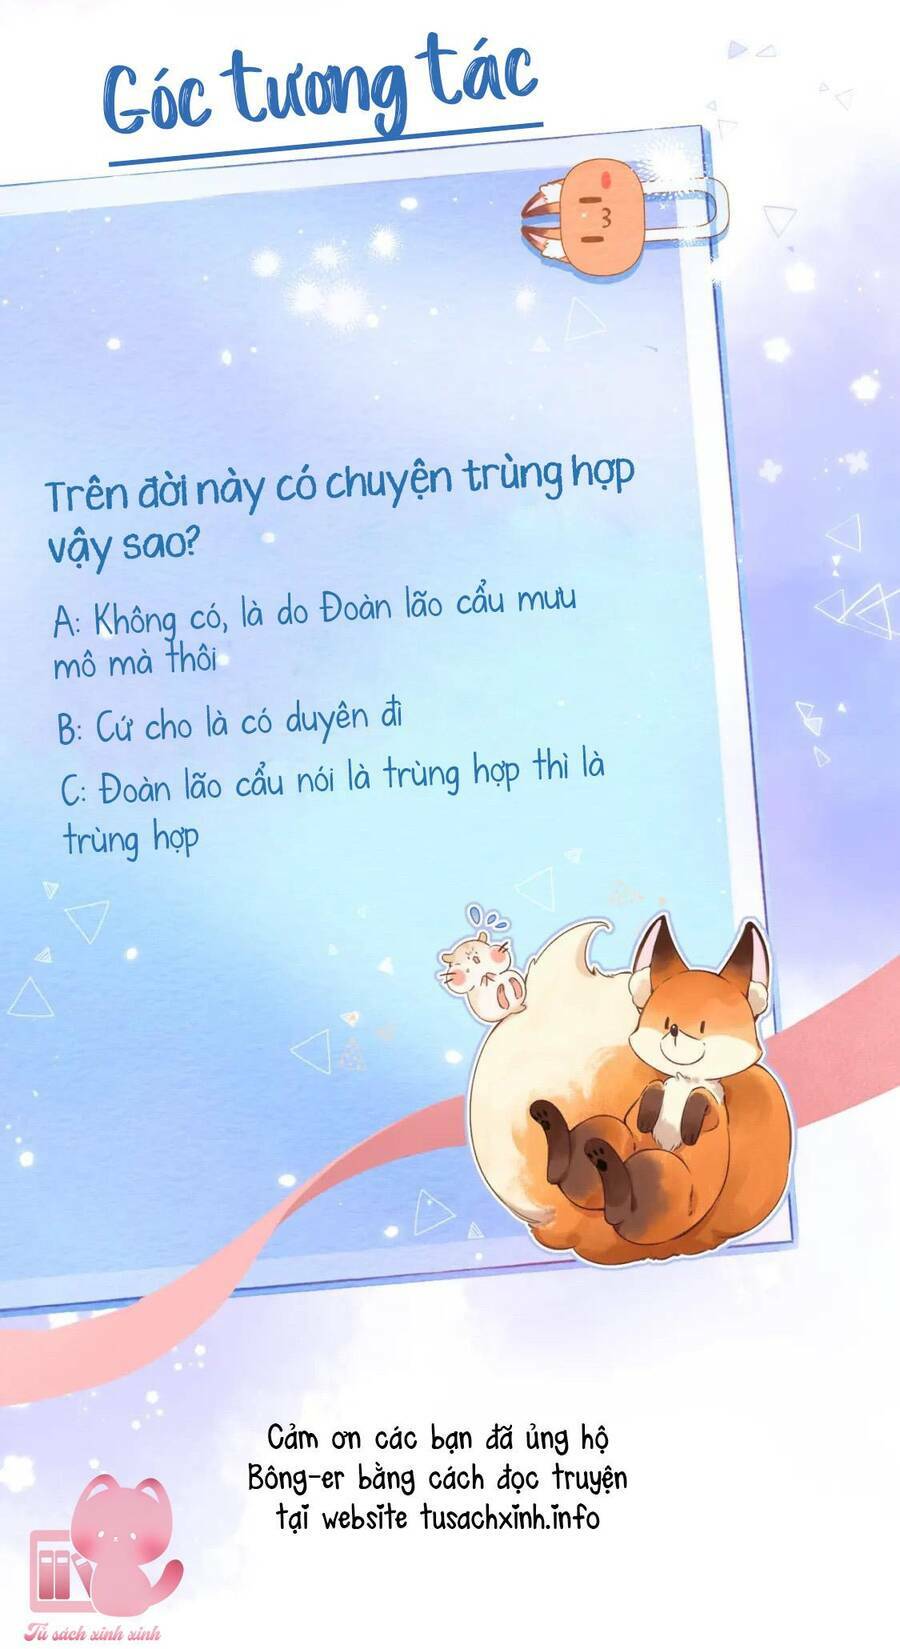 Góc tương tác
Trên đời này có chuyện trùng hợp
vậy sao?
A: Không có, là do Đoàn lão cẩu mưu
mô mà thôi
B: Cứ cho là có duyên đi
C: Đoàn lão cẩu nói là trùng hợp thì là
trùng hợp
Cảm ơn các bạn đã ủng hộ
Bông-er bằng cách đọc truyện
tại website tusachxinh.info
Tủ sách xinh xinh